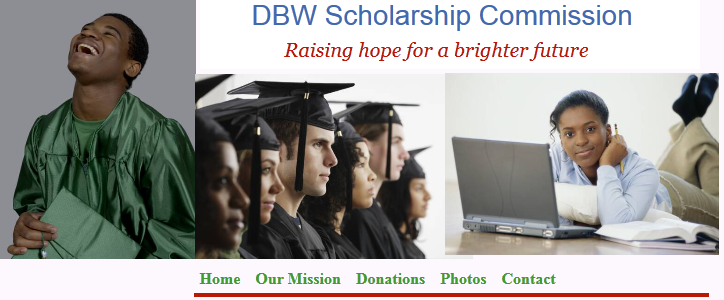 DBW Scholarship Commission
Raising hope for a brighter future
Home Our Mission Donations Photos Contact